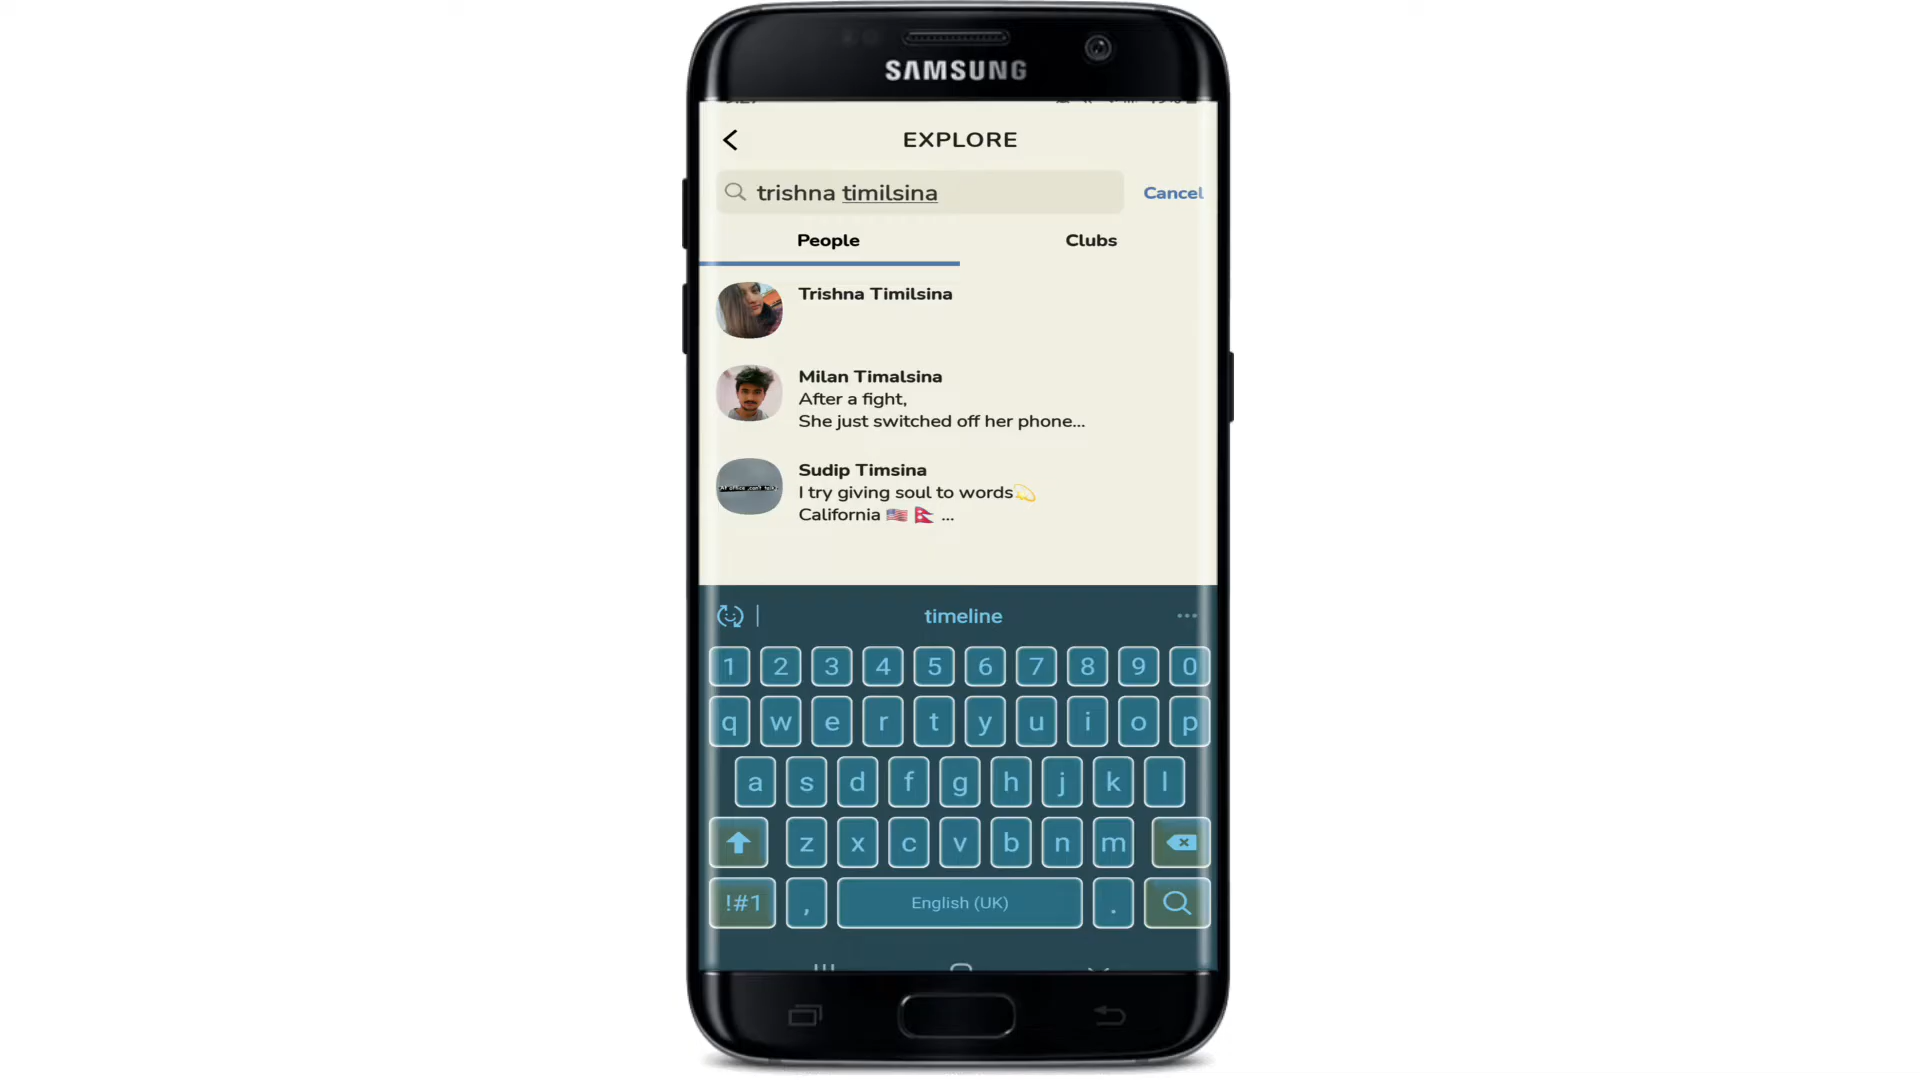 SAMSUNG
EXPLORE
trishna timilsina
Cancel
People
Clubs
Trishna Timilsina
Milan Timalsina
After a fight,
She just switched off her phone...
Sudip Timsina
I try giving soul to words💫
California 🇺🇸 🇳🇵 ...
timeline
1 2 3 4 5 6 7 8 9 0
q w e r t y u i o p
a s d f g h j k l
z x c v b n m
!#1 , English (UK) .